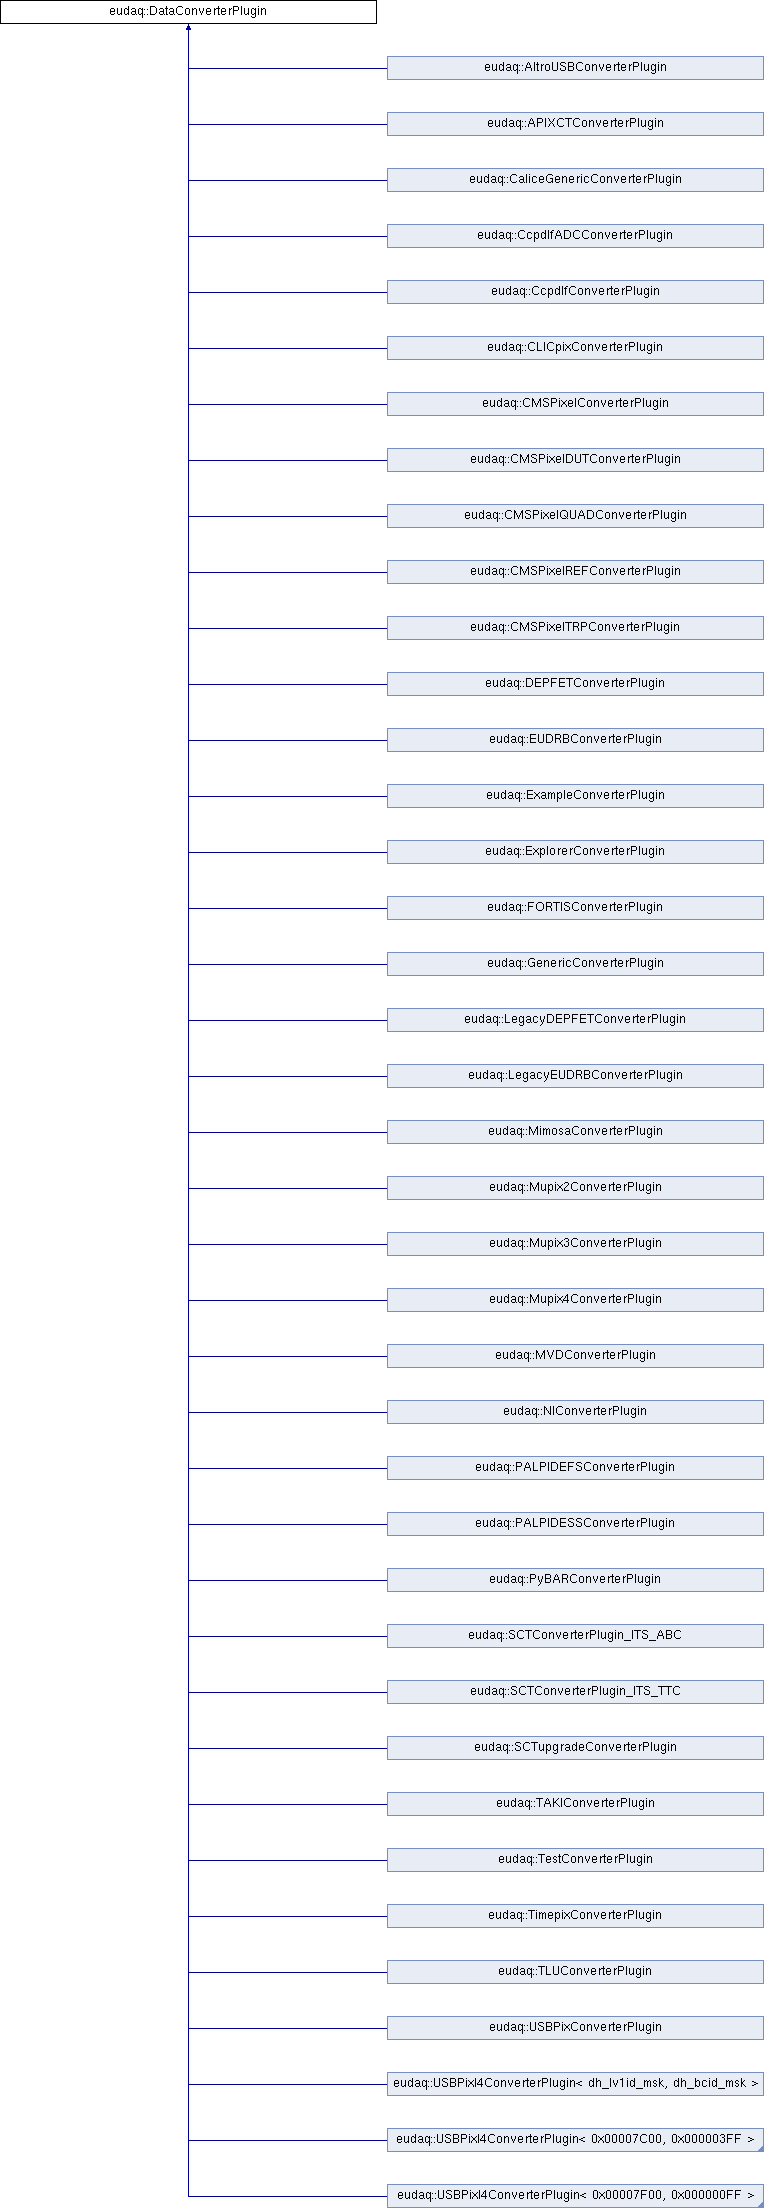 eudaq::DataConverterPlugin
eudaq::AltroUSBConverterPlugin
eudaq::APIXCTConverterPlugin
eudaq::CaliceGenericConverterPlugin
eudaq::CcpdlfADCConverterPlugin
eudaq::CcpdlfConverterPlugin
eudaq::CLICpixConverterPlugin
eudaq::CMSPixelConverterPlugin
eudaq::CMSPixelDUTConverterPlugin
eudaq::CMSPixelQUADConverterPlugin
eudaq::CMSPixelREFConverterPlugin
eudaq::CMSPixelTRPConverterPlugin
eudaq::DEPFETConverterPlugin
eudaq::EUDRBConverterPlugin
eudaq::ExampleConverterPlugin
eudaq::ExplorerConverterPlugin
eudaq::FORTISConverterPlugin
eudaq::GenericConverterPlugin
eudaq::LegacyDEPFETConverterPlugin
eudaq::LegacyEUDRBConverterPlugin
eudaq::MimosaConverterPlugin
eudaq::Mupix2ConverterPlugin
eudaq::Mupix3ConverterPlugin
eudaq::Mupix4ConverterPlugin
eudaq::MVDConverterPlugin
eudaq::NIConverterPlugin
eudaq::PALPIDEFSConverterPlugin
eudaq::PALPIDESSConverterPlugin
eudaq::PyBARConverterPlugin
eudaq::SCTConverterPlugin_ITS_ABC
eudaq::SCTConverterPlugin_ITS_TTC
eudaq::SCTupgradeConverterPlugin
eudaq::TAKIConverterPlugin
eudaq::TestConverterPlugin
eudaq::TimepixConverterPlugin
eudaq::TLUConverterPlugin
eudaq::USBPixConverterPlugin
eudaq::USBPixI4ConverterPlugin< dh_lv1id_msk, dh_bcid_msk >
eudaq::USBPixI4ConverterPlugin< 0x00007C00, 0x000003FF >
eudaq::USBPixI4ConverterPlugin< 0x00007F00, 0x000000FF >